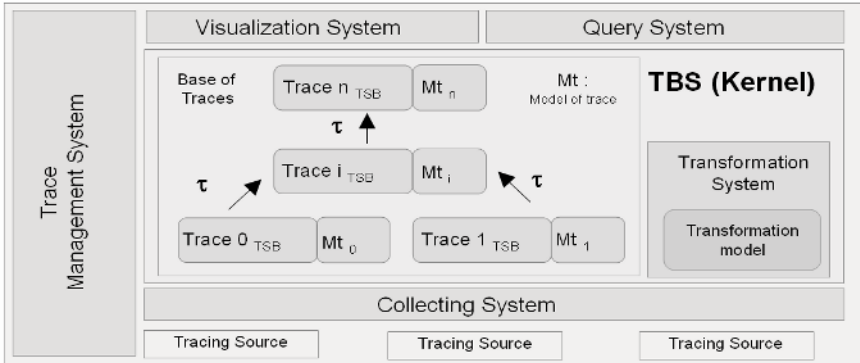 Visualization System
Query System
Trace
Management System
Base of
Traces
Trace n TSB
Mt n
Mt :
Model of trace
TBS (Kernel)
τ
Trace i TSB
Mt i
τ
τ
Transformation
System
Trace 0 TSB
Mt 0
Trace 1 TSB
Mt 1
Transformation
model
Collecting System
Tracing Source
Tracing Source
Tracing Source